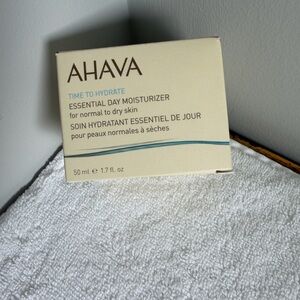 AHAVA
TIME TO HYDRATE
ESSENTIAL DAY MOISTURIZER
for normal to dry skin
SOIN HYDRATANT ESSENTIEL DE JOUR
pour peaux normales à sèches
50 ml ℮ 1.7 fl. oz